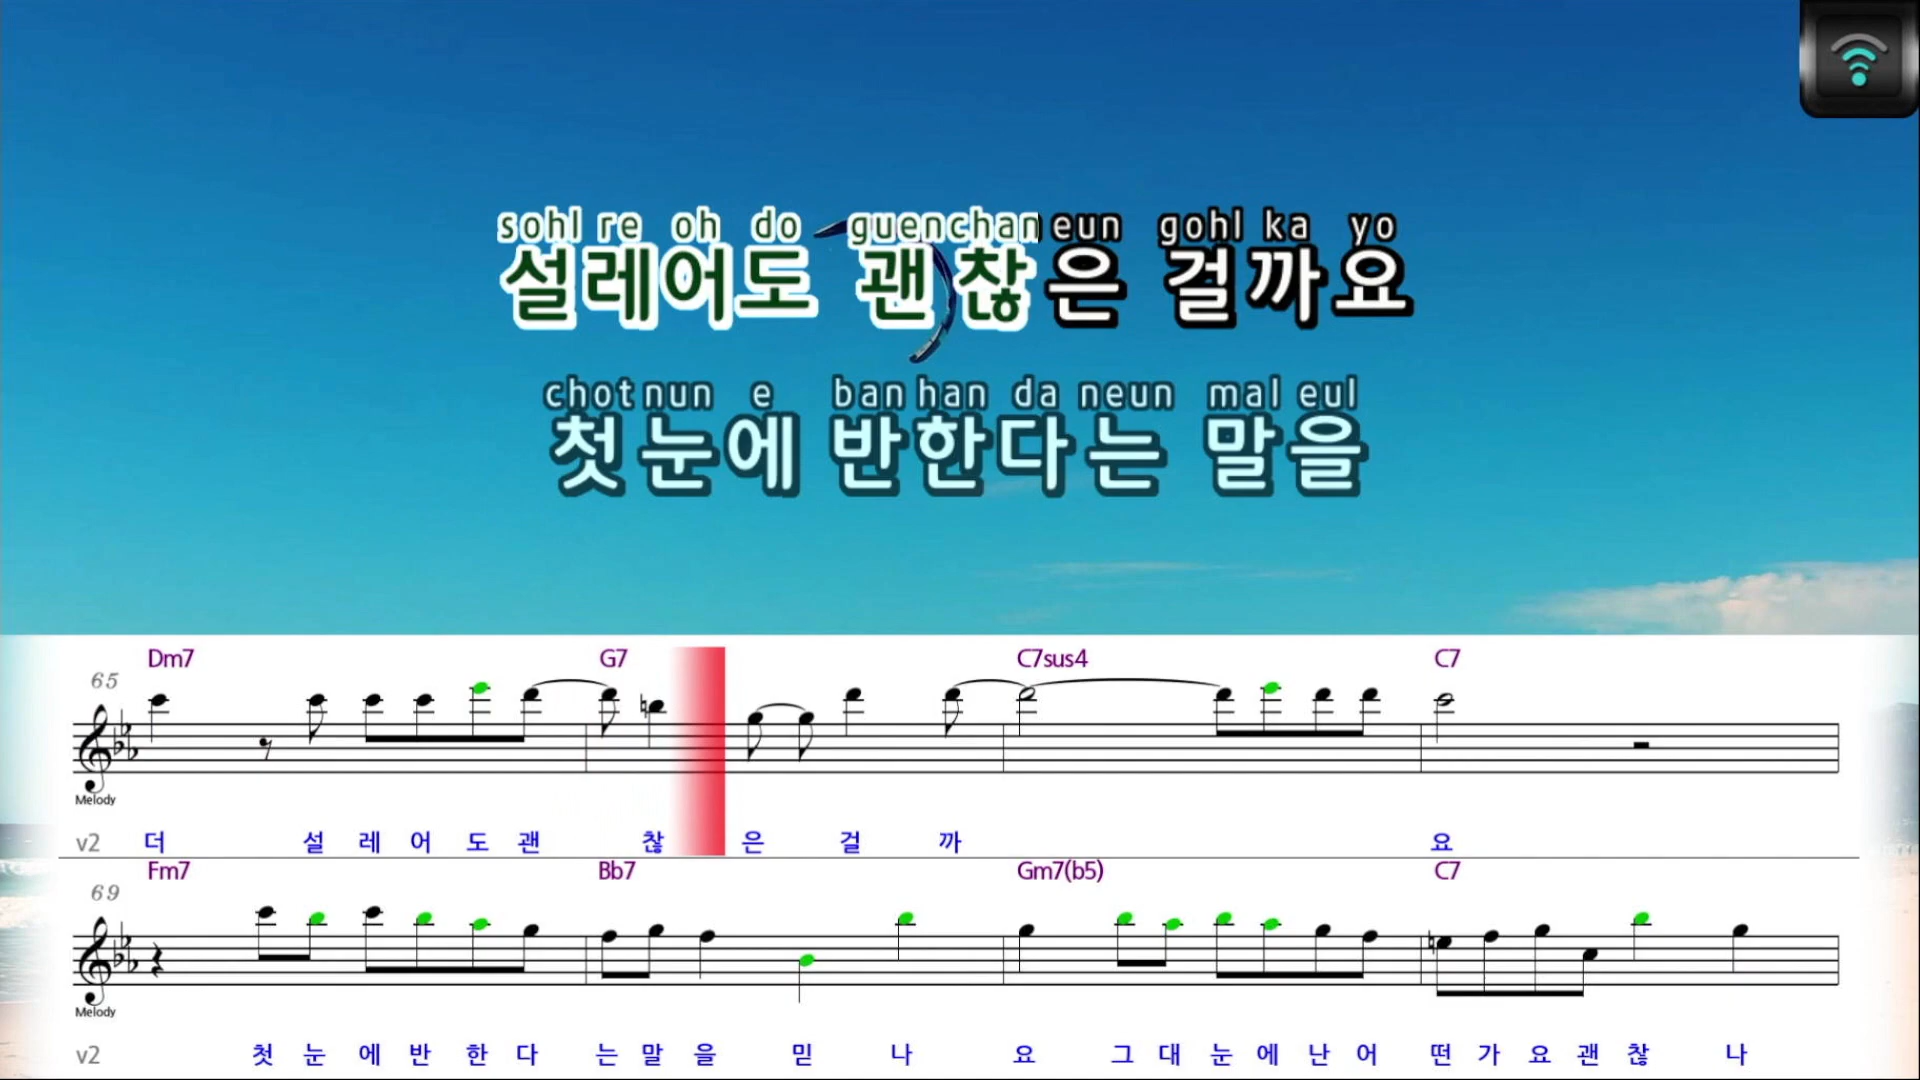 sohl re oh do guenchan eun gohl ka yo
설레어도 괜찮은 걸까요
chot nun e ban han da neun mal eul
첫눈에 반한다는 말을
Dm7 G7 C7sus4 C7
65
Melody
v2 더 설 레 어 도 괜 찮 은 걸 까 요
Fm7 Bb7 Gm7(b5) C7
69
Melody
v2 첫 눈 에 반 한 다 는 말 을 믿 나 요 그 대 눈 에 난 어 떤 가 요 괜 찮 나